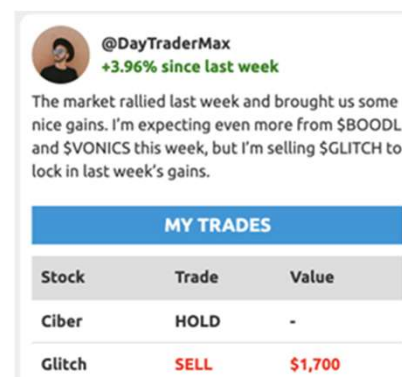 @DayTraderMax
+3.96% since last week
The market rallied last week and brought us some
nice gains. I'm expecting even more from $BOODL
and $VONICS this week, but I'm selling $GLITCH to
lock in last week's gains.
MY TRADES
Stock Trade Value
Ciber HOLD -
Glitch SELL $1,700